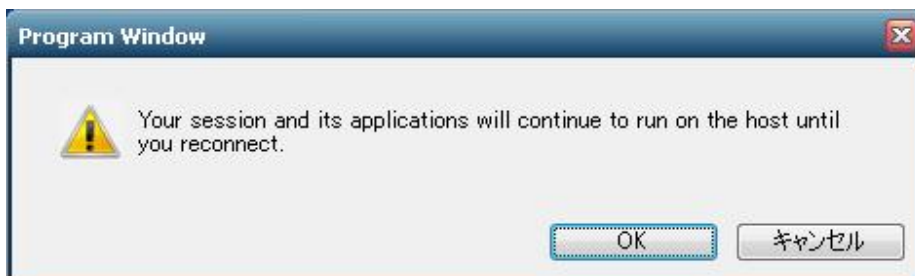 Program Window
Your session and its applications will continue to run on the host until
you reconnect.
OK
キャンセル